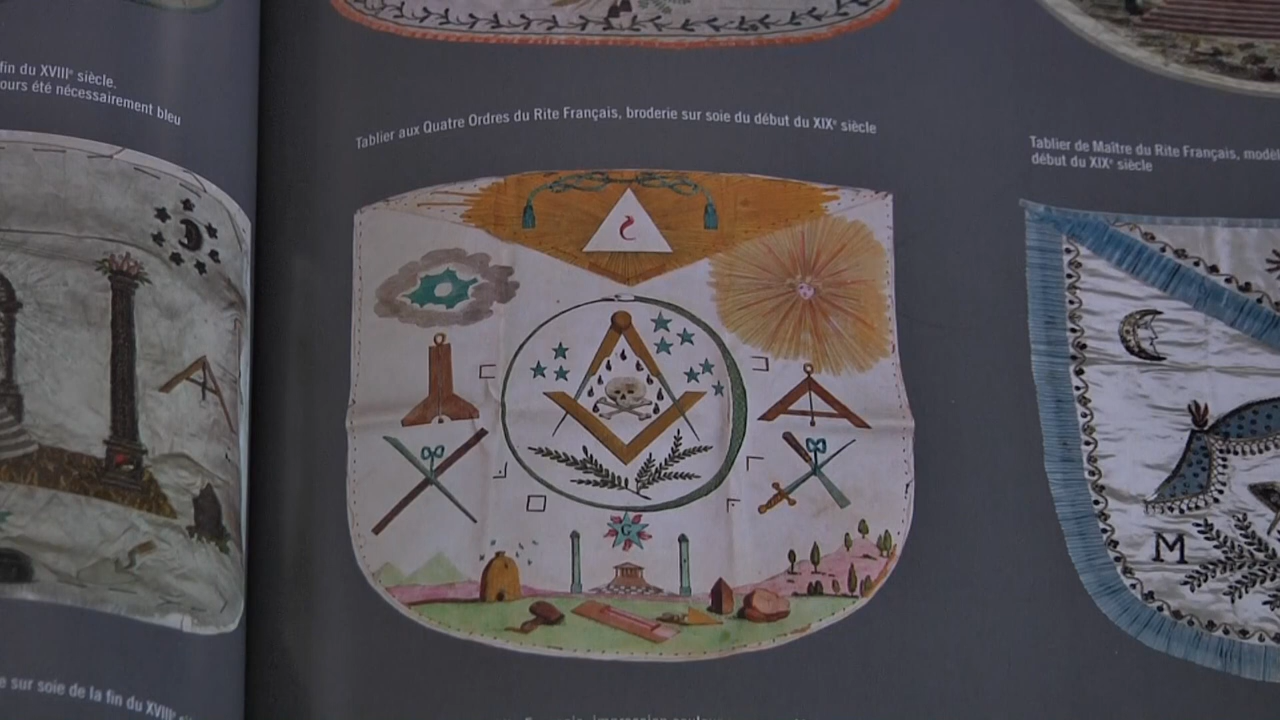 fin du XVIIIᵉ siècle.
ours été nécessairement bleu
Tablier aux Quatre Ordres du Rite Français, broderie sur soie du début du XIXᵉ siècle
Tablier de Maître du Rite Français, modèl
début du XIXᵉ siècle
G
M
e sur soie de la fin du XVIIIᵉ